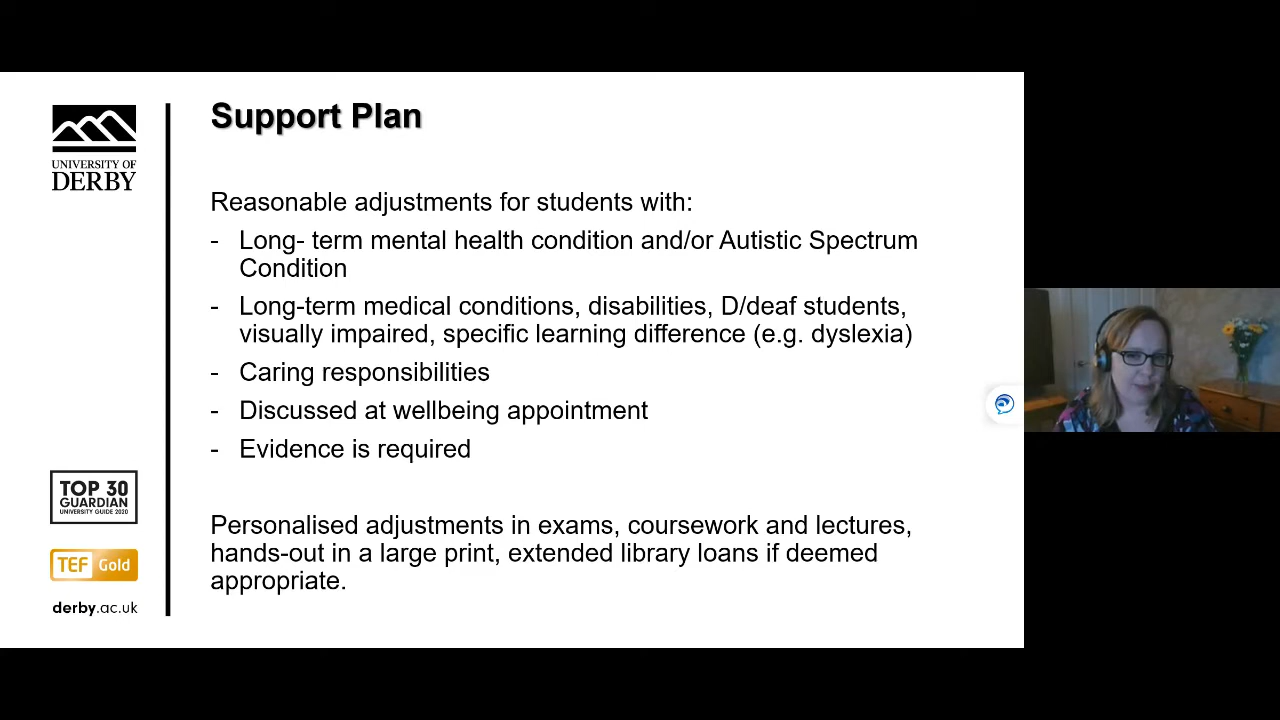 UNIVERSITY OF
DERBY
Support Plan
Reasonable adjustments for students with:
- Long- term mental health condition and/or Autistic Spectrum
Condition
- Long-term medical conditions, disabilities, D/deaf students,
visually impaired, specific learning difference (e.g. dyslexia)
- Caring responsibilities
- Discussed at wellbeing appointment
- Evidence is required
Personalised adjustments in exams, coursework and lectures,
hands-out in a large print, extended library loans if deemed
appropriate.
TOP 30
GUARDIAN
UNIVERSITY GUIDE 2020
TEF Gold
derby.ac.uk